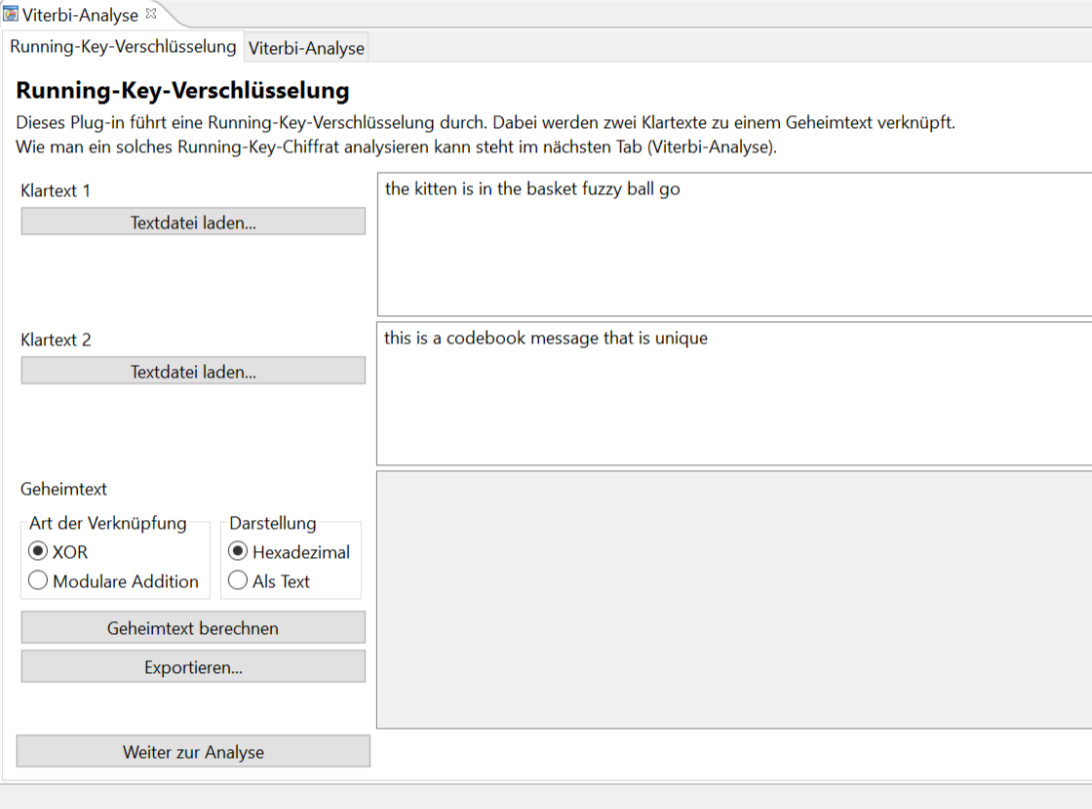 Viterbi-Analyse
Running-Key-Verschlüsselung Viterbi-Analyse
Running-Key-Verschlüsselung
Dieses Plug-in führt eine Running-Key-Verschlüsselung durch. Dabei werden zwei Klartexte zu einem Geheimtext verknüpft.
Wie man ein solches Running-Key-Chiffrat analysieren kann steht im nächsten Tab (Viterbi-Analyse).
Klartext 1
the kitten is in the basket fuzzy ball go
Textdatei laden...
Klartext 2
this is a codebook message that is unique
Textdatei laden...
Geheimtext
Art der Verknüpfung Darstellung
XOR Hexadezimal
Modulare Addition Als Text
Geheimtext berechnen
Exportieren...
Weiter zur Analyse